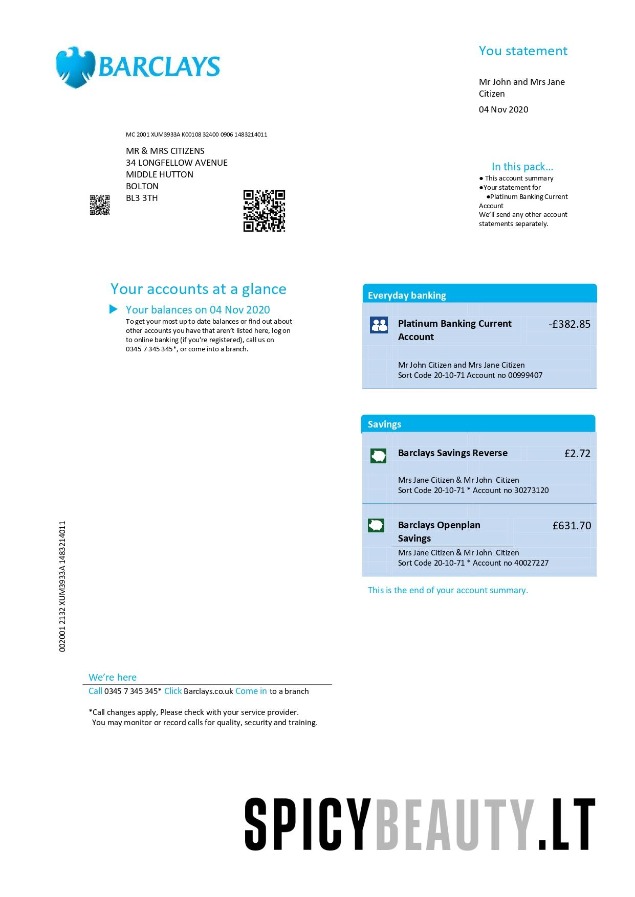 BARCLAYS
You statement
Mr John and Mrs Jane
Citizen
04 Nov 2020
MC 2001 XUM3933A K00108 32400 0906 1483214011
MR & MRS CITIZENS
34 LONGFELLOW AVENUE
MIDDLE HUTTON
BOLTON
BL3 3TH
In this pack...
● This account summary
●Your statement for
●Platinum Banking Current
Account
We'll send any other account
statements separately.
Your accounts at a glance
Your balances on 04 Nov 2020
To get your most up to date balances or find out about
other accounts you have that aren't listed here, log on
to online banking (if you're registered), call us on
0345 7 345 345*, or come into a branch.
Everyday banking
Platinum Banking Current -£382.85
Account
Mr John Citizen and Mrs Jane Citizen
Sort Code 20-10-71 Account no 00999407
Savings
Barclays Savings Reverse £2.72
Mrs Jane Citizen & Mr John Citizen
Sort Code 20-10-71 * Account no 30273120
Barclays Openplan £631.70
Savings
Mrs Jane Citizen & Mr John Citizen
Sort Code 20-10-71 * Account no 40027227
This is the end of your account summary.
002001 2132 XUM3933A 1483214011
We're here
Call 0345 7 345 345* Click Barclays.co.uk Come in to a branch
*Call changes apply, Please check with your service provider.
You may monitor or record calls for quality, security and training.
SPICYBEAUTY.LT